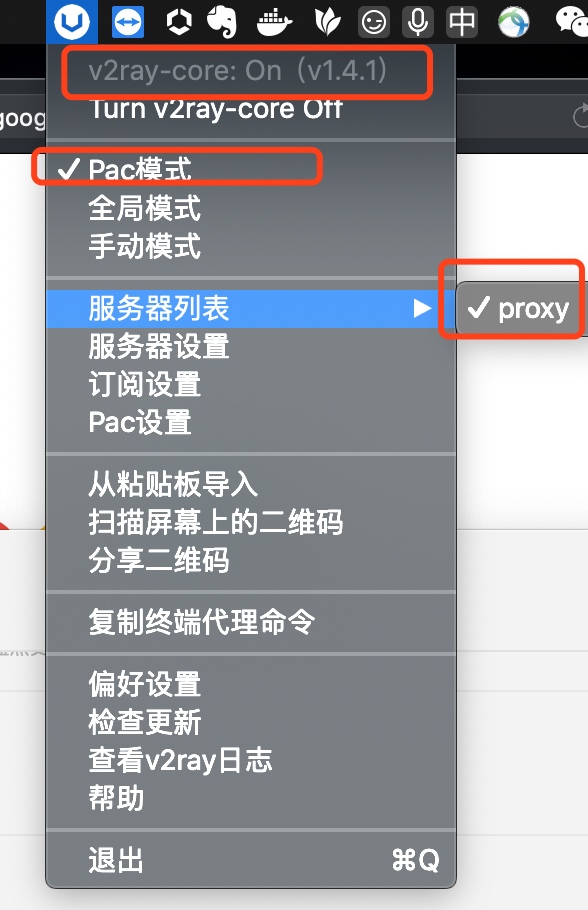 中
v2ray-core: On  (v1.4.1)
goog
Turn v2ray-core Off
✓ Pac模式
全局模式
手动模式
服务器列表 ▶
✓ proxy
服务器设置
订阅设置
Pac设置
从粘贴板导入
扫描屏幕上的二维码
分享二维码
复制终端代理命令
偏好设置
检查更新
查看v2ray日志
帮助
退出 ⌘Q